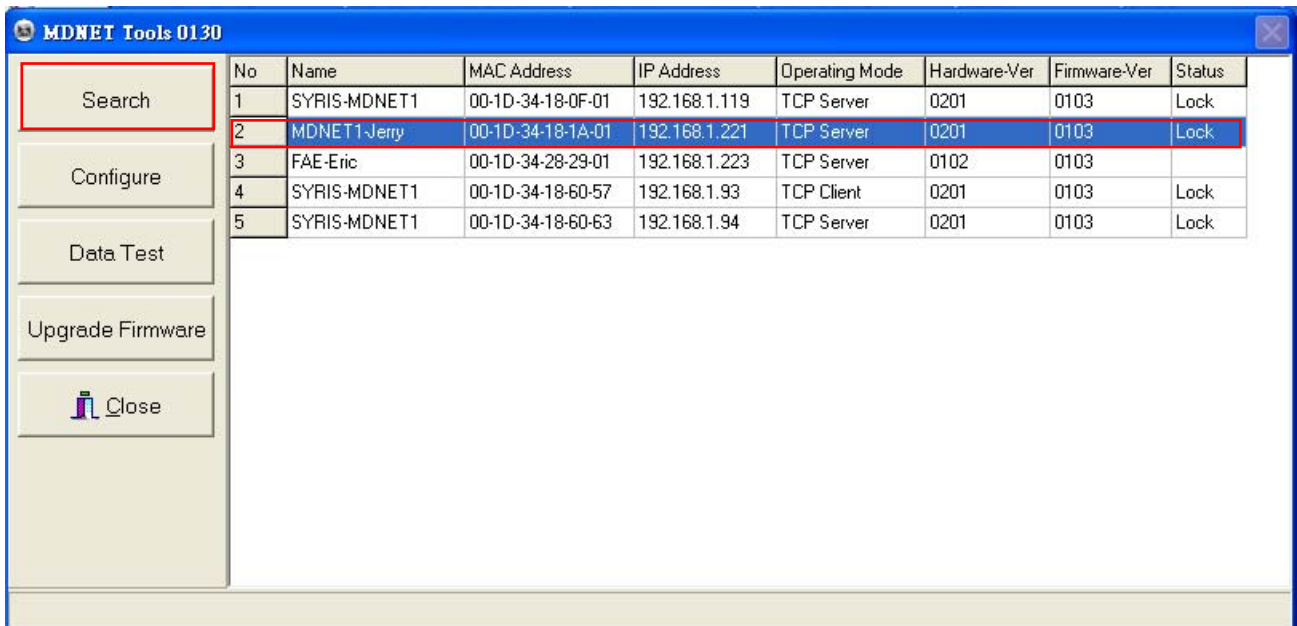 MDNET Tools 0130
Search
Configure
Data Test
Upgrade Firmware
Close
No Name MAC Address IP Address Operating Mode Hardware-Ver Firmware-Ver Status
1 SYRIS-MDNET1 00-1D-34-18-0F-01 192.168.1.119 TCP Server 0201 0103 Lock
2 MDNET1-Jerry 00-1D-34-18-1A-01 192.168.1.221 TCP Server 0201 0103 Lock
3 FAE-Eric 00-1D-34-28-29-01 192.168.1.223 TCP Server 0102 0103
4 SYRIS-MDNET1 00-1D-34-18-60-57 192.168.1.93 TCP Client 0201 0103 Lock
5 SYRIS-MDNET1 00-1D-34-18-60-63 192.168.1.94 TCP Server 0201 0103 Lock